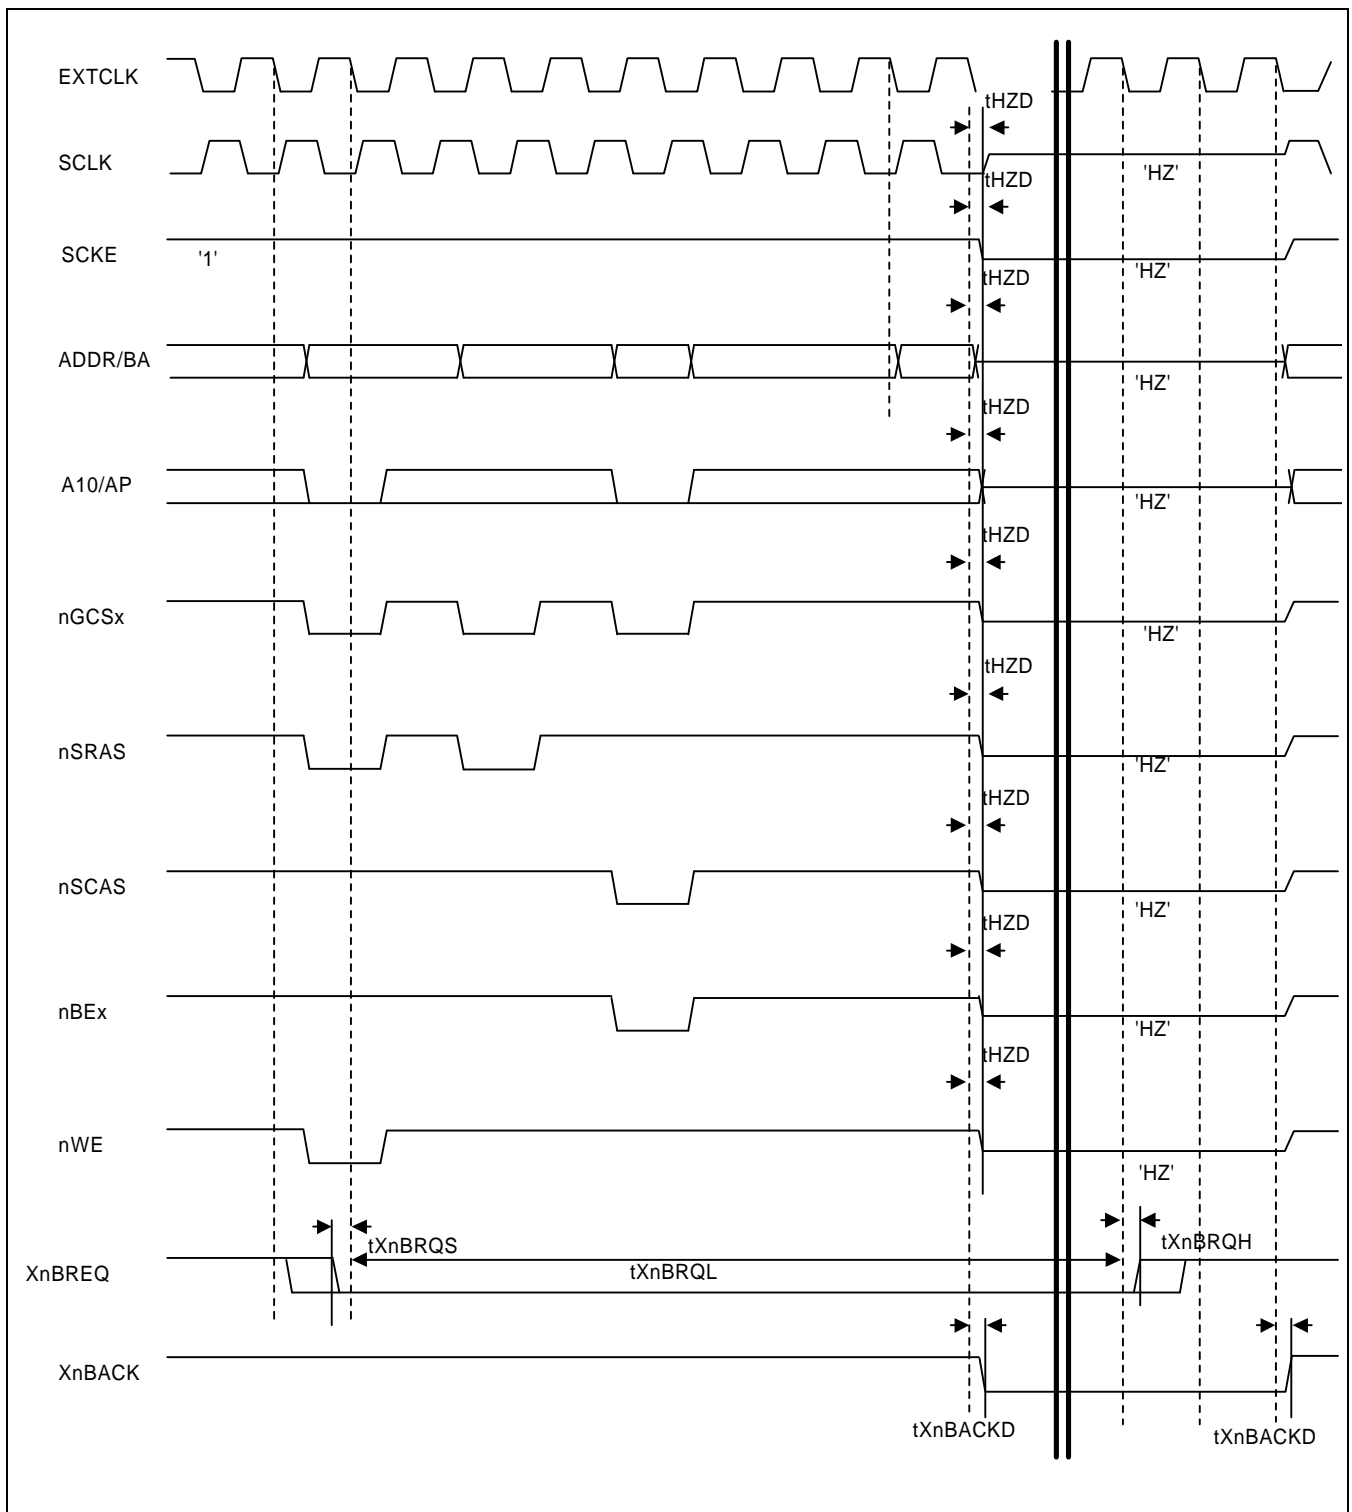 EXTCLK
tHZD
SCLK
'HZ'
tHZD
SCKE
'1'
'HZ'
tHZD
ADDR/BA
'HZ'
tHZD
A10/AP
'HZ'
tHZD
nGCSx
'HZ'
tHZD
nSRAS
'HZ'
tHZD
nSCAS
'HZ'
tHZD
nBEx
'HZ'
tHZD
nWE
'HZ'
tXnBRQS
tXnBRQH
XnBREQ
tXnBRQL
XnBACK
tXnBACKD
tXnBACKD